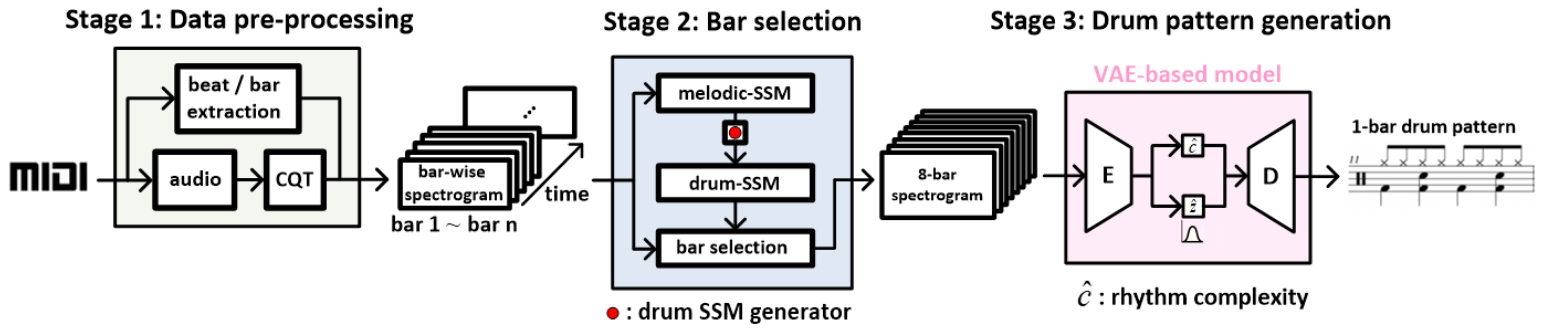 Stage 1: Data pre-processing
Stage 2: Bar selection
Stage 3: Drum pattern generation
beat / bar
extraction
MIDI
audio
CQT
bar-wise
spectrogram
time
bar 1 ~ bar n
melodic-SSM
drum-SSM
bar selection
: drum SSM generator
8-bar
spectrogram
VAE-based model
E
ĉ
ẑ
D
ĉ : rhythm complexity
1-bar drum pattern